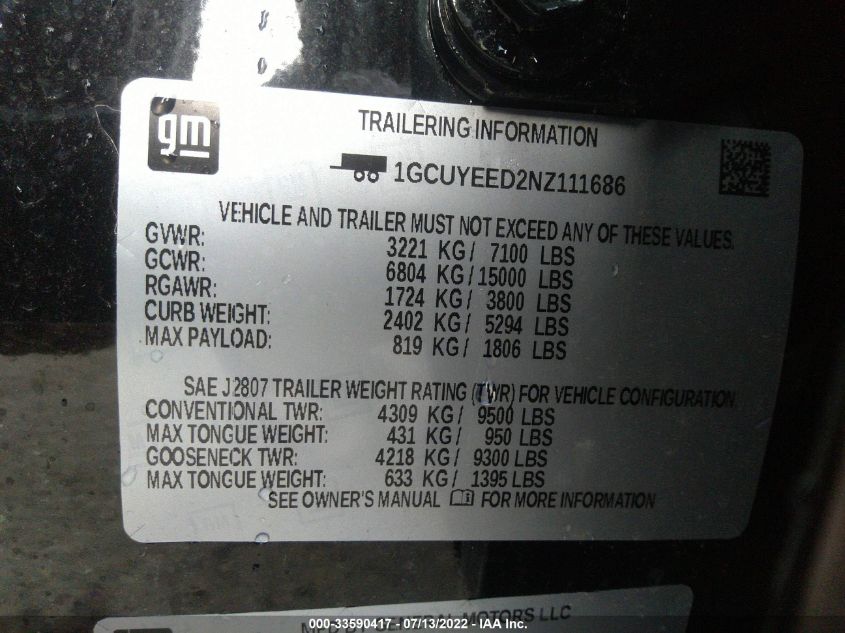 gm
TRAILERING INFORMATION
1GCUYEED2NZ111686
VEHICLE AND TRAILER MUST NOT EXCEED ANY OF THESE VALUES.
GVWR: 3221 KG/ 7100 LBS
GCWR: 6804 KG/15000 LBS
RGAWR: 1724 KG/ 3800 LBS
CURB WEIGHT: 2402 KG/ 5294 LBS
MAX PAYLOAD: 819 KG/ 1806 LBS
SAE J2807 TRAILER WEIGHT RATING (TWR) FOR VEHICLE CONFIGURATION.
CONVENTIONAL TWR: 4309 KG/ 9500 LBS
MAX TONGUE WEIGHT: 431 KG/ 950 LBS
GOOSENECK TWR: 4218 KG/ 9300 LBS
MAX TONGUE WEIGHT: 633 KG/ 1395 LBS
SEE OWNER'S MANUAL FOR MORE INFORMATION
MFD BY GENERAL MOTORS LLC
000-33590417 - 07/13/2022 - IAA Inc.